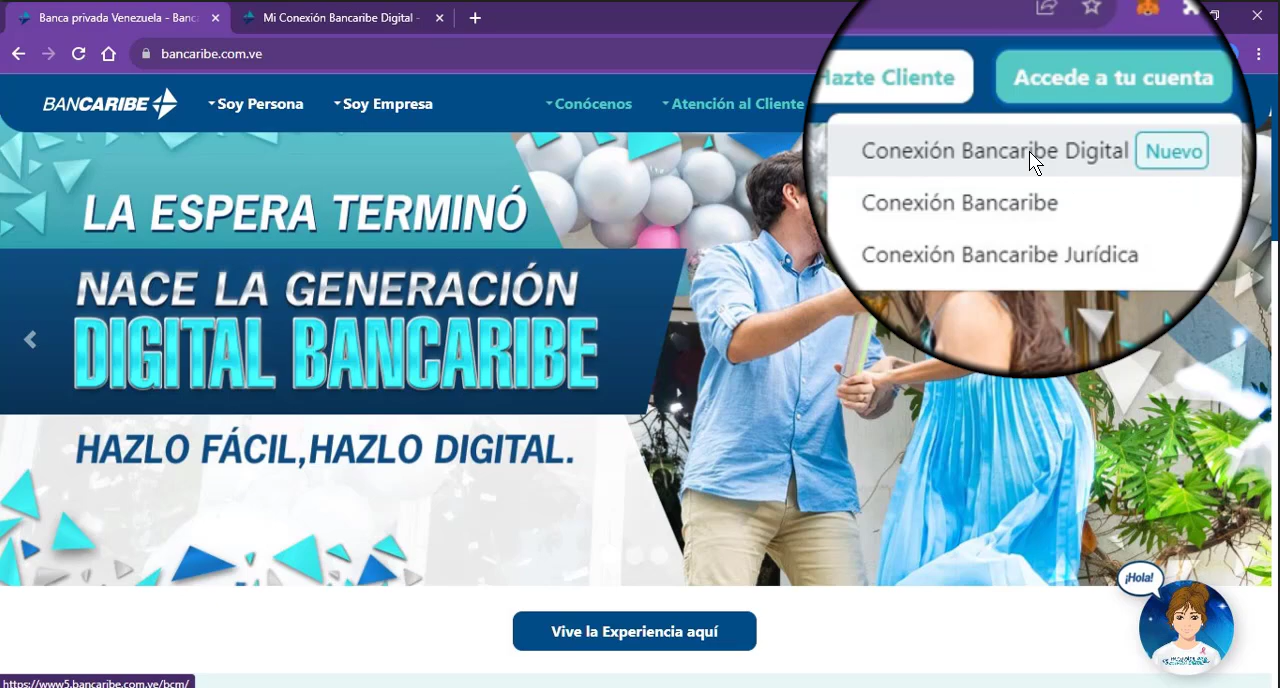 Banca privada Venezuela - Banc
Mi Conexión Bancaribe Digital -
bancaribe.com.ve
BANCARIBE
Soy Persona
Soy Empresa
Conócenos
Atención al Cliente
Hazte Cliente
Accede a tu cuenta
Conexión Bancaribe Digital Nuevo
Conexión Bancaribe
Conexión Bancaribe Jurídica
LA ESPERA TERMINÓ
NACE LA GENERACIÓN
DIGITAL BANCARIBE
HAZLO FÁCIL,HAZLO DIGITAL.
¡Hola!
Vive la Experiencia aquí
https://www5.bancaribe.com.ve/bcm/